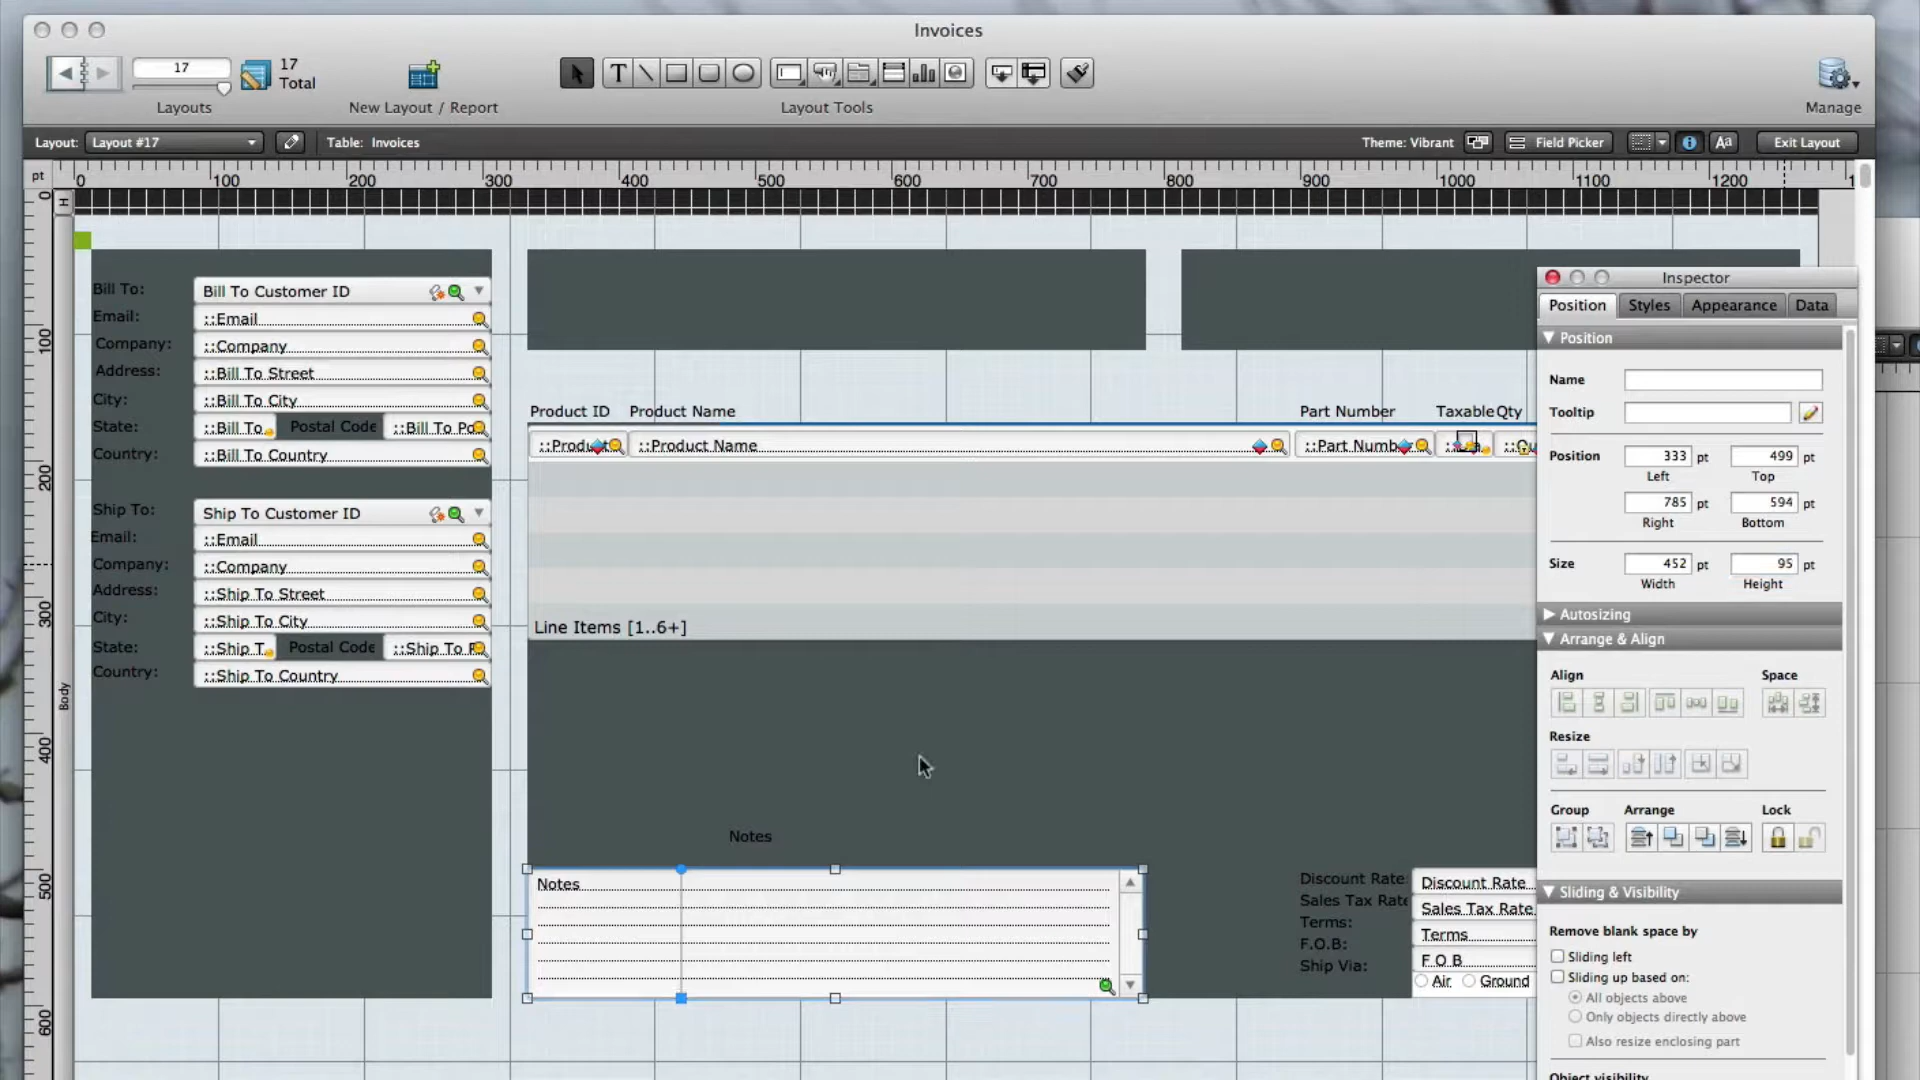 Invoices
17
17
Total
Layouts
New Layout / Report
Layout Tools
Manage
Layout: Layout #17
Table: Invoices
Theme: Vibrant
Field Picker
Aa
Exit Layout
pt
0 100 200 300 400 500 600 700 800 900 1000 1100 1200
H
0
100
200
300
400
500
600
Body
Bill To: Bill To Customer ID
Email: ::Email
Company: ::Company
Address: ::Bill To Street
City: ::Bill To City
State: ::Bill To Postal Code ::Bill To Po
Country: ::Bill To Country
Ship To: Ship To Customer ID
Email: ::Email
Company: ::Company
Address: ::Ship To Street
City: ::Ship To City
State: ::Ship T Postal Code ::Ship To P
Country: ::Ship To Country
Product ID Product Name Part Number Taxable Qty
::Product ::Product Name ::Part Numb
Line Items [1..6+]
Notes
Notes
Discount Rate: Discount Rate
Sales Tax Rate Sales Tax Rate
Terms: Terms
F.O.B: F O B
Ship Via: Air Ground
Inspector
Position Styles Appearance Data
Position
Name
Tooltip
Position 333 pt 499 pt
Left Top
785 pt 594 pt
Right Bottom
Size 452 pt 95 pt
Width Height
Autosizing
Arrange & Align
Align Space
Resize
Group Arrange Lock
Sliding & Visibility
Remove blank space by
Sliding left
Sliding up based on:
All objects above
Only objects directly above
Also resize enclosing part
Object visibility